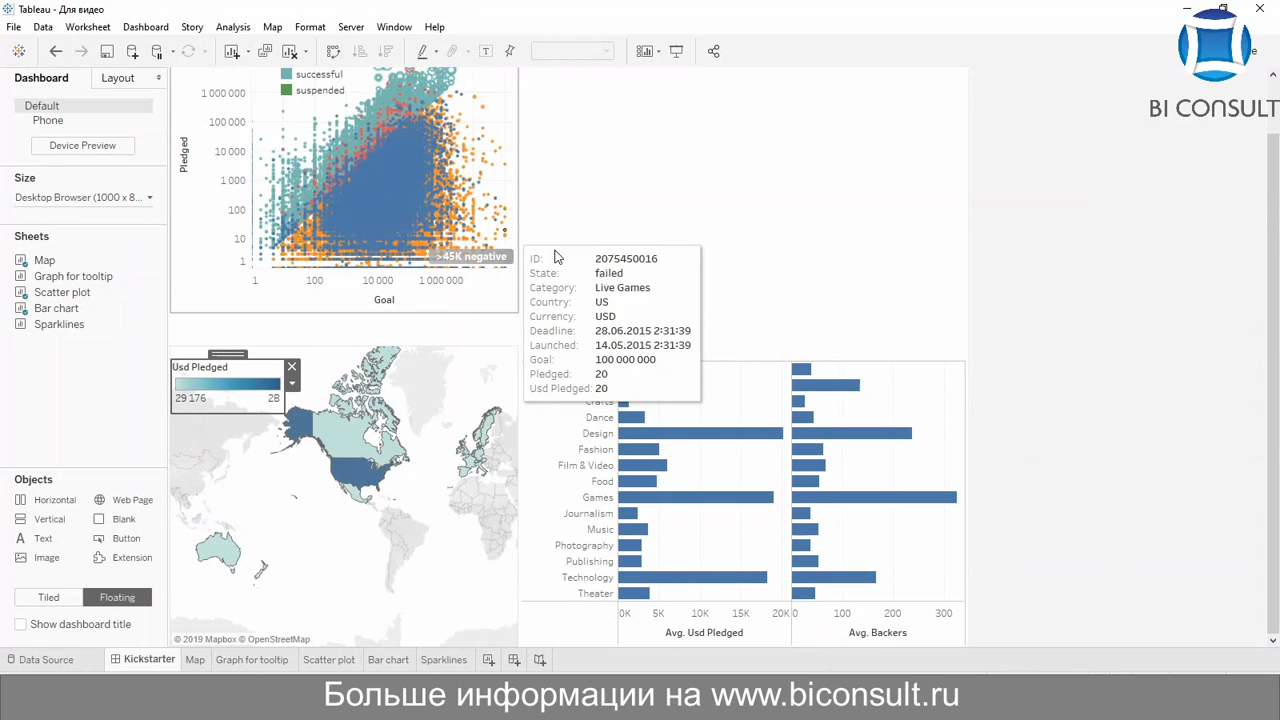 Tableau - Для видео
File Data Worksheet Dashboard Story Analysis Map Format Server Window Help
BI CONSULT
Dashboard Layout
Default
Phone
Device Preview
Size
Desktop Browser (1000 x 8...
Sheets
Map
Graph for tooltip
Scatter plot
Bar chart
Sparklines
Objects
Horizontal Web Page
Vertical Blank
Text Button
Image Extension
Tiled Floating
Show dashboard title
successful
suspended
1 000 000
100 000
10 000
1 000
100
10
1
Pledged
>45K negative
1 100 10 000 1 000 000
Goal
ID: 2075450016
State: failed
Category: Live Games
Country: US
Currency: USD
Deadline: 28.06.2015 2:31:39
Launched: 14.05.2015 2:31:39
Goal: 100 000 000
Pledged: 20
Usd Pledged: 20
Usd Pledged
29 176 2B
© 2019 Mapbox © OpenStreetMap
Crafts
Dance
Design
Fashion
Film & Video
Food
Games
Journalism
Music
Photography
Publishing
Technology
Theater
0K 5K 10K 15K 20K 0 100 200 300
Avg. Usd Pledged Avg. Backers
Data Source Kickstarter Map Graph for tooltip Scatter plot Bar chart Sparklines
Больше информации на www.biconsult.ru